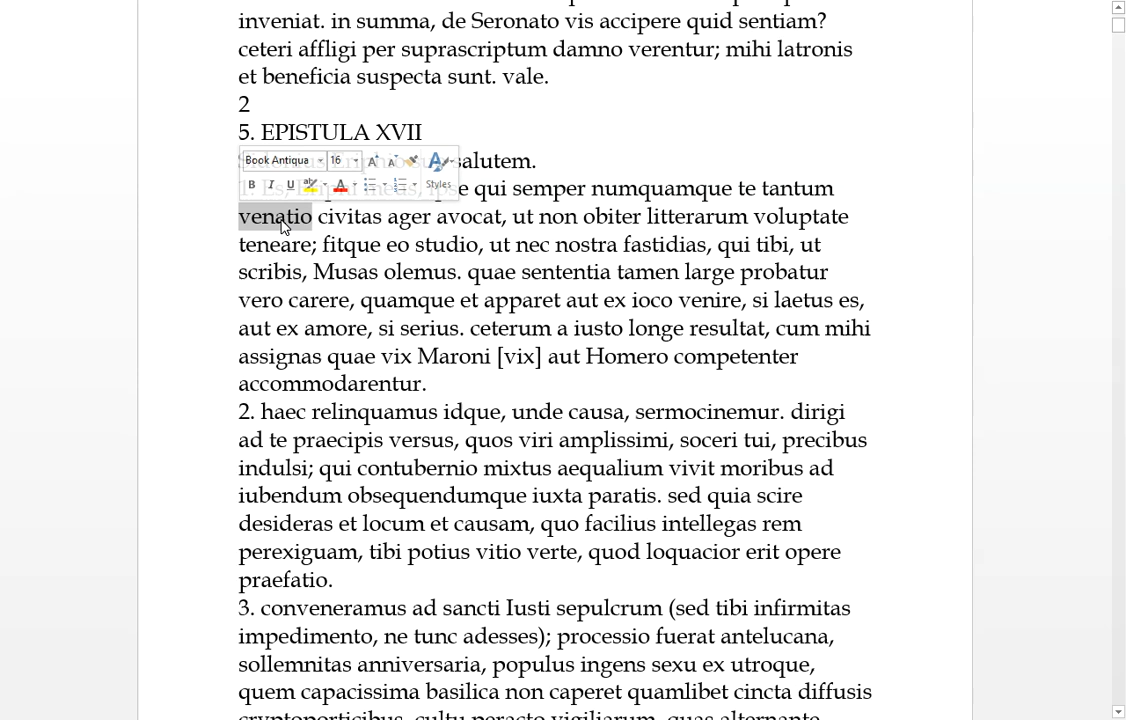 inveniat. in summa, de Seronato vis accipere quid sentiam?
ceteri affligi per suprascriptum damno verentur; mihi latronis
et beneficia suspecta sunt. vale.
2
5. EPISTULA XVII
Book Antiqua 16
salutem.
B I U Styles
qui semper numquamque te tantum
venatio civitas ager avocat, ut non obiter litterarum voluptate
teneare; fitque eo studio, ut nec nostra fastidias, qui tibi, ut
scribis, Musas olemus. quae sententia tamen large probatur
vero carere, quamque et apparet aut ex ioco venire, si laetus es,
aut ex amore, si serius. ceterum a iusto longe resultat, cum mihi
assignas quae vix Maroni [vix] aut Homero competenter
accommodarentur.
2. haec relinquamus idque, unde causa, sermocinemur. dirigi
ad te praecipis versus, quos viri amplissimi, soceri tui, precibus
indulsi; qui contubernio mixtus aequalium vivit moribus ad
iubendum obsequendumque iuxta paratis. sed quia scire
desideras et locum et causam, quo facilius intellegas rem
perexiguam, tibi potius vitio verte, quod loquacior erit opere
praefatio.
3. conveneramus ad sancti Iusti sepulcrum (sed tibi infirmitas
impedimento, ne tunc adesses); processio fuerat antelucana,
sollemnitas anniversaria, populus ingens sexu ex utroque,
quem capacissima basilica non caperet quamlibet cincta diffusis
cryptoporticibus. cultu peracto vigiliarum, quas alternante